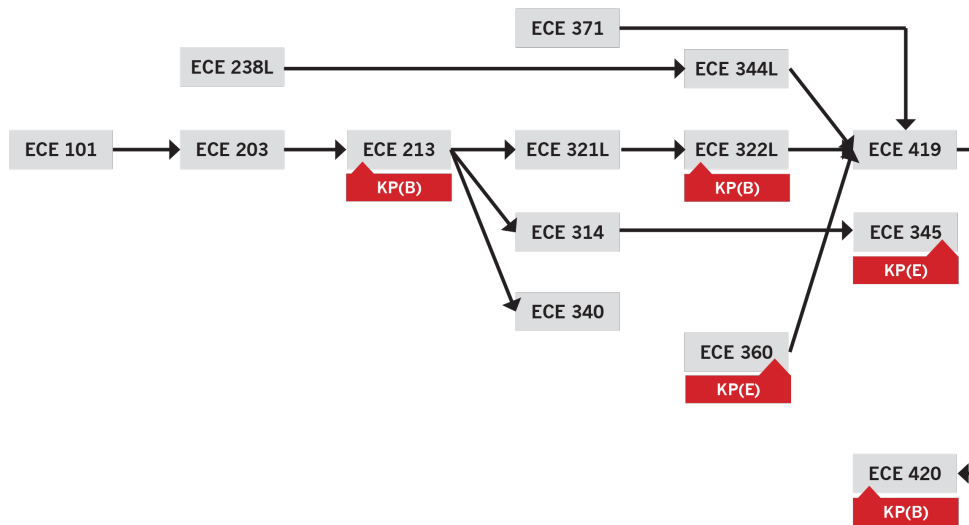 ECE 371
ECE 238L
ECE 344L
ECE 101
ECE 203
ECE 213
ECE 321L
ECE 322L
ECE 419
KP(B)
KP(B)
ECE 314
ECE 345
KP(E)
ECE 340
ECE 360
KP(E)
ECE 420
KP(B)